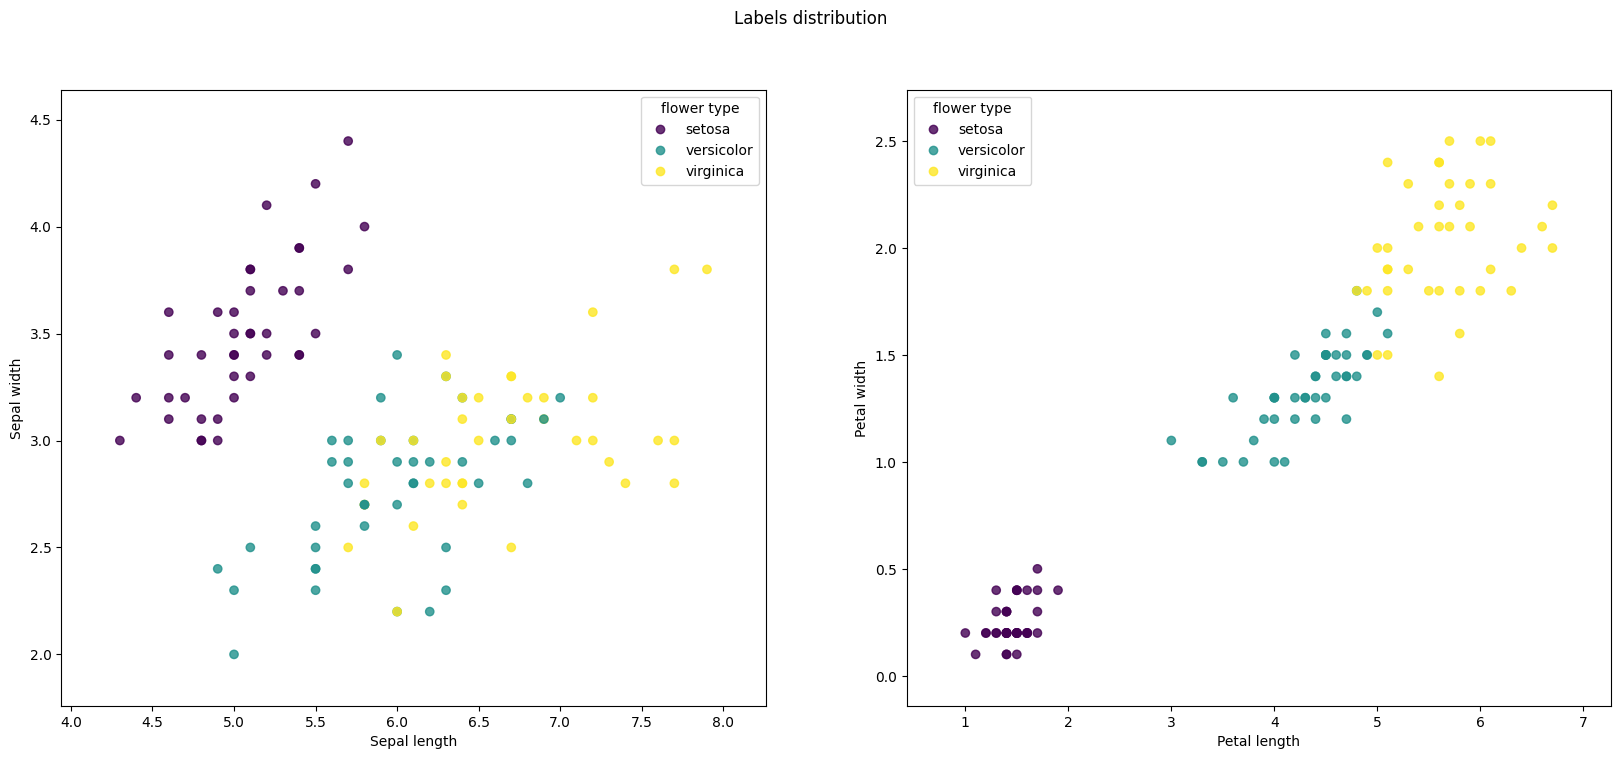 Labels distribution
flower type
setosa
versicolor
virginica
4.5
4.0
3.5
3.0
2.5
2.0
Sepal width
4.0 4.5 5.0 5.5 6.0 6.5 7.0 7.5 8.0
Sepal length
flower type
setosa
versicolor
virginica
2.5
2.0
1.5
1.0
0.5
0.0
Petal width
1 2 3 4 5 6 7
Petal length